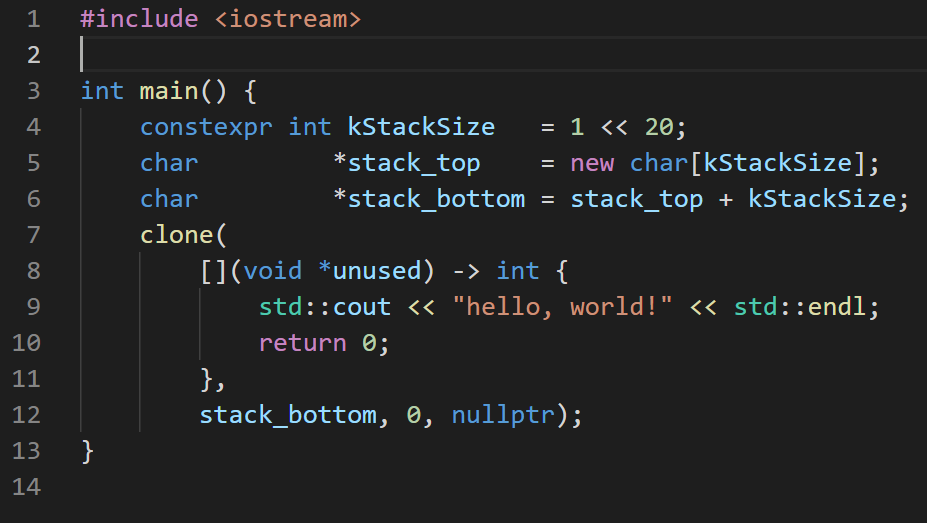 1 #include <iostream>
2
3 int main() {
4     constexpr int kStackSize   = 1 << 20;
5     char         *stack_top    = new char[kStackSize];
6     char         *stack_bottom = stack_top + kStackSize;
7     clone(
8         [](void *unused) -> int {
9             std::cout << "hello, world!" << std::endl;
10             return 0;
11         },
12         stack_bottom, 0, nullptr);
13 }
14